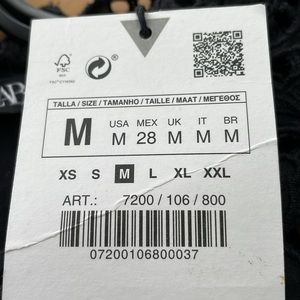 FSC
TALLA / SIZE / TAMANHO / TAILLE / MAAT / ΜΕΓΕΘΟΣ
M
USA MEX UK IT BR
M 28 M M M
XS S M L XL XXL
ART.: 7200 / 106 / 800
07200106800037